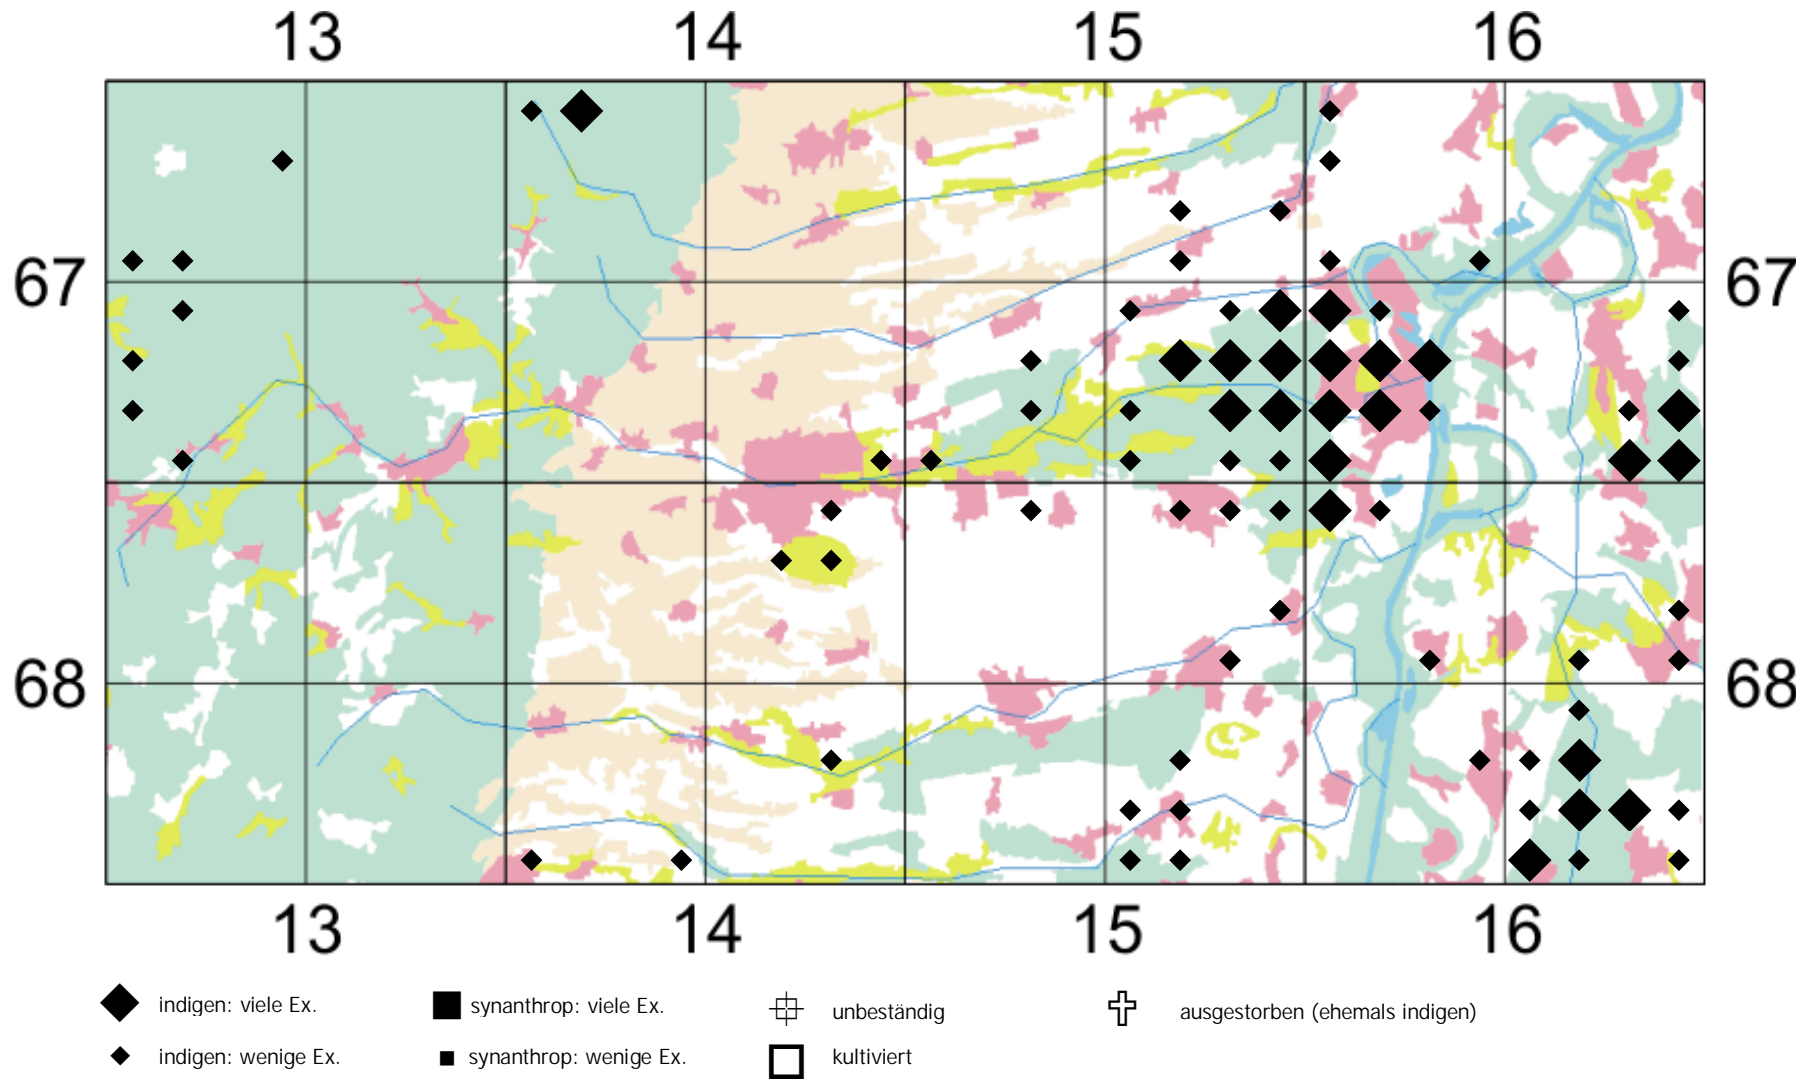 13 14 15 16
67 67
68 68
13 14 15 16
indigen: viele Ex. synanthrop: viele Ex. unbeständig ausgestorben (ehemals indigen)
indigen: wenige Ex. synanthrop: wenige Ex. kultiviert